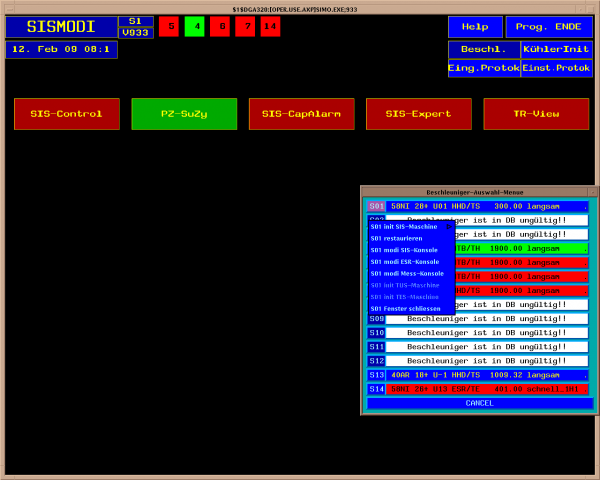 $1$DGA320:[OPER.USE.AKP]SIMO.EXE;933
SISMODI
S1
V933
5 4 6 7 14
Help
Prog. ENDE
12. Feb 09 08:1
Beschl.
KühlerInit
Eing.Protok
Einst.Protok
SIS-Control
PZ-SuZy
SIS-CapAlarm
SIS-Expert
TR-View
Beschleuniger-Auswahl-Menue
S01 58NI 28+ U01 HHD/TS 300.00 langsam .
Beschleuniger ist in DB ungültig!!
S01 init SIS-Maschine
ist in DB ungültig!!
S01 restaurieren
S01 modi SIS-Konsole
TB/TH 1900.00 langsam .
S01 modi ESR-Konsole
TB/TH 1900.00 langsam .
S01 modi Mess-Konsole
TB/TH 1900.00 langsam .
S01 init TUS-Maschine
HD/TS 1900.00 langsam .
S01 init TES-Maschine
ist in DB ungültig!!
S01 Fenster schliessen
S09 Beschleuniger ist in DB ungültig!!
S10 Beschleuniger ist in DB ungültig!!
S11 Beschleuniger ist in DB ungültig!!
S12 Beschleuniger ist in DB ungültig!!
S13 40AR 18+ U-1 HHD/TS 1009.32 langsam .
S14 58NI 28+ U13 ESR/TE 401.00 schnell.1H1
CANCEL